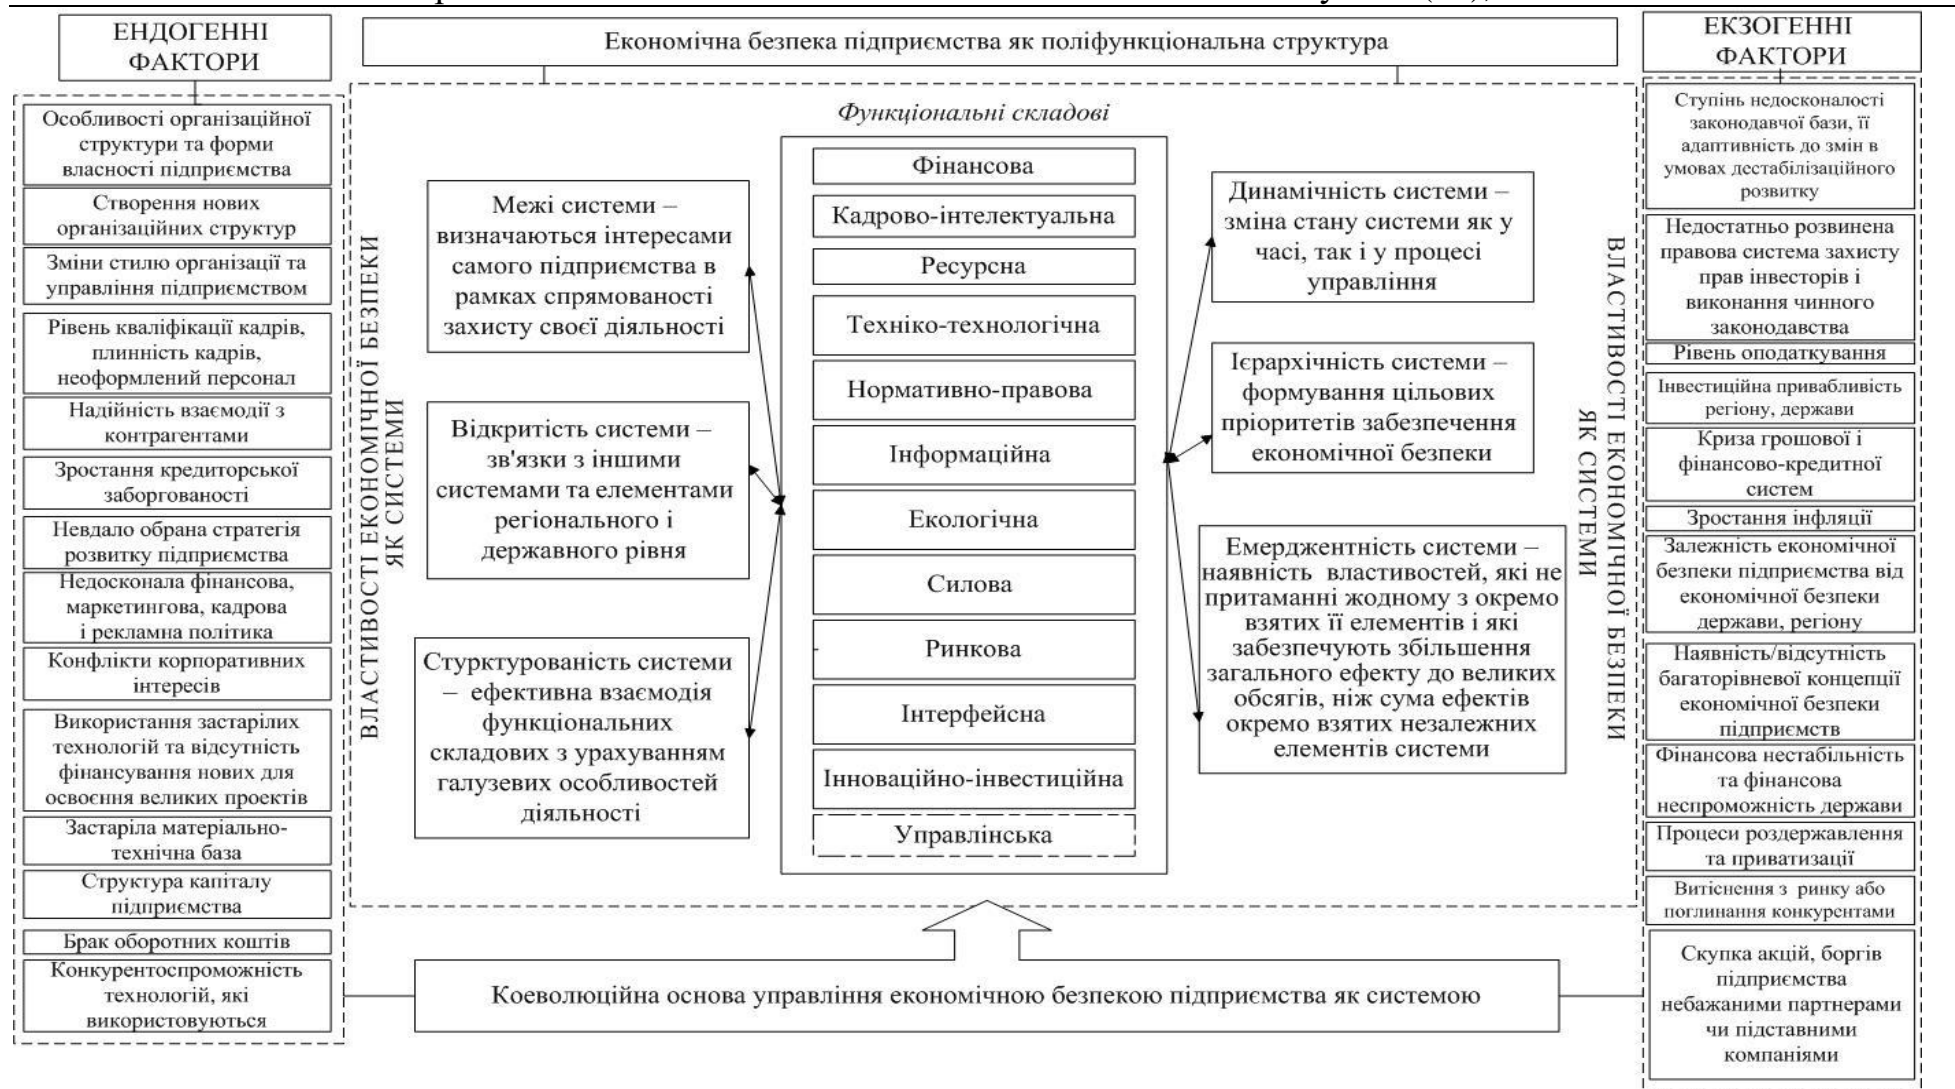 ЕНДОГЕННІ
ФАКТОРИ
Економічна безпека підприємства як поліфункціональна структура
ЕКЗОГЕННІ
ФАКТОРИ
Особливості організаційної
структури та форми
власності підприємства
Створення нових
організаційних структур
Зміни стилю організації та
управління підприємством
Рівень кваліфікації кадрів,
плинність кадрів,
неоформлений персонал
Надійність взаємодії з
контрагентами
Зростання кредиторської
заборгованості
Невдало обрана стратегія
розвитку підприємства
Недосконала фінансова,
маркетингова, кадрова
і рекламна політика
Конфлікти корпоративних
інтересів
Використання застарілих
технологій та відсутність
фінансування нових для
освоєння великих проектів
Застаріла матеріально-
технічна база
Структура капіталу
підприємства
Брак оборотних коштів
Конкурентоспроможність
технологій, які
використовуються
ВЛАСТИВОСТІ ЕКОНОМІЧНОЇ БЕЗПЕКИ
ЯК СИСТЕМИ
Межі системи –
визначаються інтересами
самого підприємства в
рамках спрямованості
захисту своєї діяльності
Відкритість системи –
зв'язки з іншими
системами та елементами
регіонального і
державного рівня
Стурктурованість системи
– ефективна взаємодія
функціональних
складових з урахуванням
галузевих особливостей
діяльності
Функціональні складові
Фінансова
Кадрово-інтелектуальна
Ресурсна
Техніко-технологічна
Нормативно-правова
Інформаційна
Екологічна
Силова
Ринкова
Інтерфейсна
Інноваційно-інвестиційна
Управлінська
Динамічність системи –
зміна стану системи як у
часі, так і у процесі
управління
Ієрархічність системи –
формування цільових
пріоритетів забезпечення
економічної безпеки
Емерджентність системи –
наявність властивостей, які не
притаманні жодному з окремо
взятих її елементів і які
забезпечують збільшення
загального ефекту до великих
обсягів, ніж сума ефектів
окремо взятих незалежних
елементів системи
ВЛАСТИВОСТІ ЕКОНОМІЧНОЇ БЕЗПЕКИ
ЯК СИСТЕМИ
Ступінь недосконалості
законодавчої бази, її
адаптивність до змін в
умовах дестабілізаційного
розвитку
Недостатньо розвинена
правова система захисту
прав інвесторів і
виконання чинного
законодавства
Рівень оподаткування
Інвестиційна привабливість
регіону, держави
Криза грошової і
фінансово-кредитної
систем
Зростання інфляції
Залежність економічної
безпеки підприємства від
економічної безпеки
держави, регіону
Наявність/відсутність
багаторівневої концепції
економічної безпеки
підприємств
Фінансова нестабільність
та фінансова
неспроможність держави
Процеси роздержавлення
та приватизації
Витіснення з ринку або
поглинання конкурентами
Скупка акцій, боргів
підприємства
небажаними партнерами
чи підставними
компаніями
Коеволюційна основа управління економічною безпекою підприємства як системою